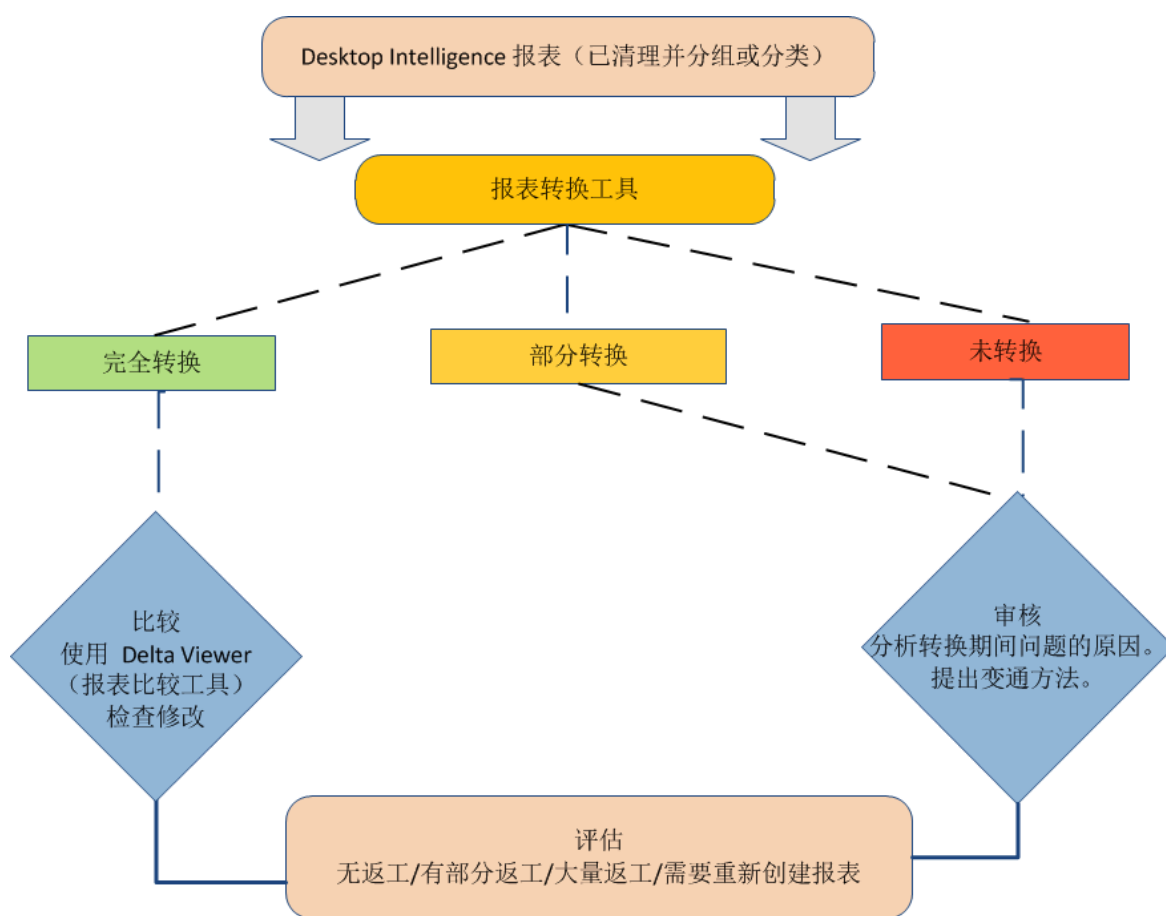 Desktop Intelligence 报表（已清理并分组或分类）
报表转换工具
完全转换
部分转换
未转换
比较
使用 Delta Viewer
（报表比较工具）
检查修改
审核
分析转换期间问题的原因。
提出变通方法。
评估
无返工/有部分返工/大量返工/需要重新创建报表